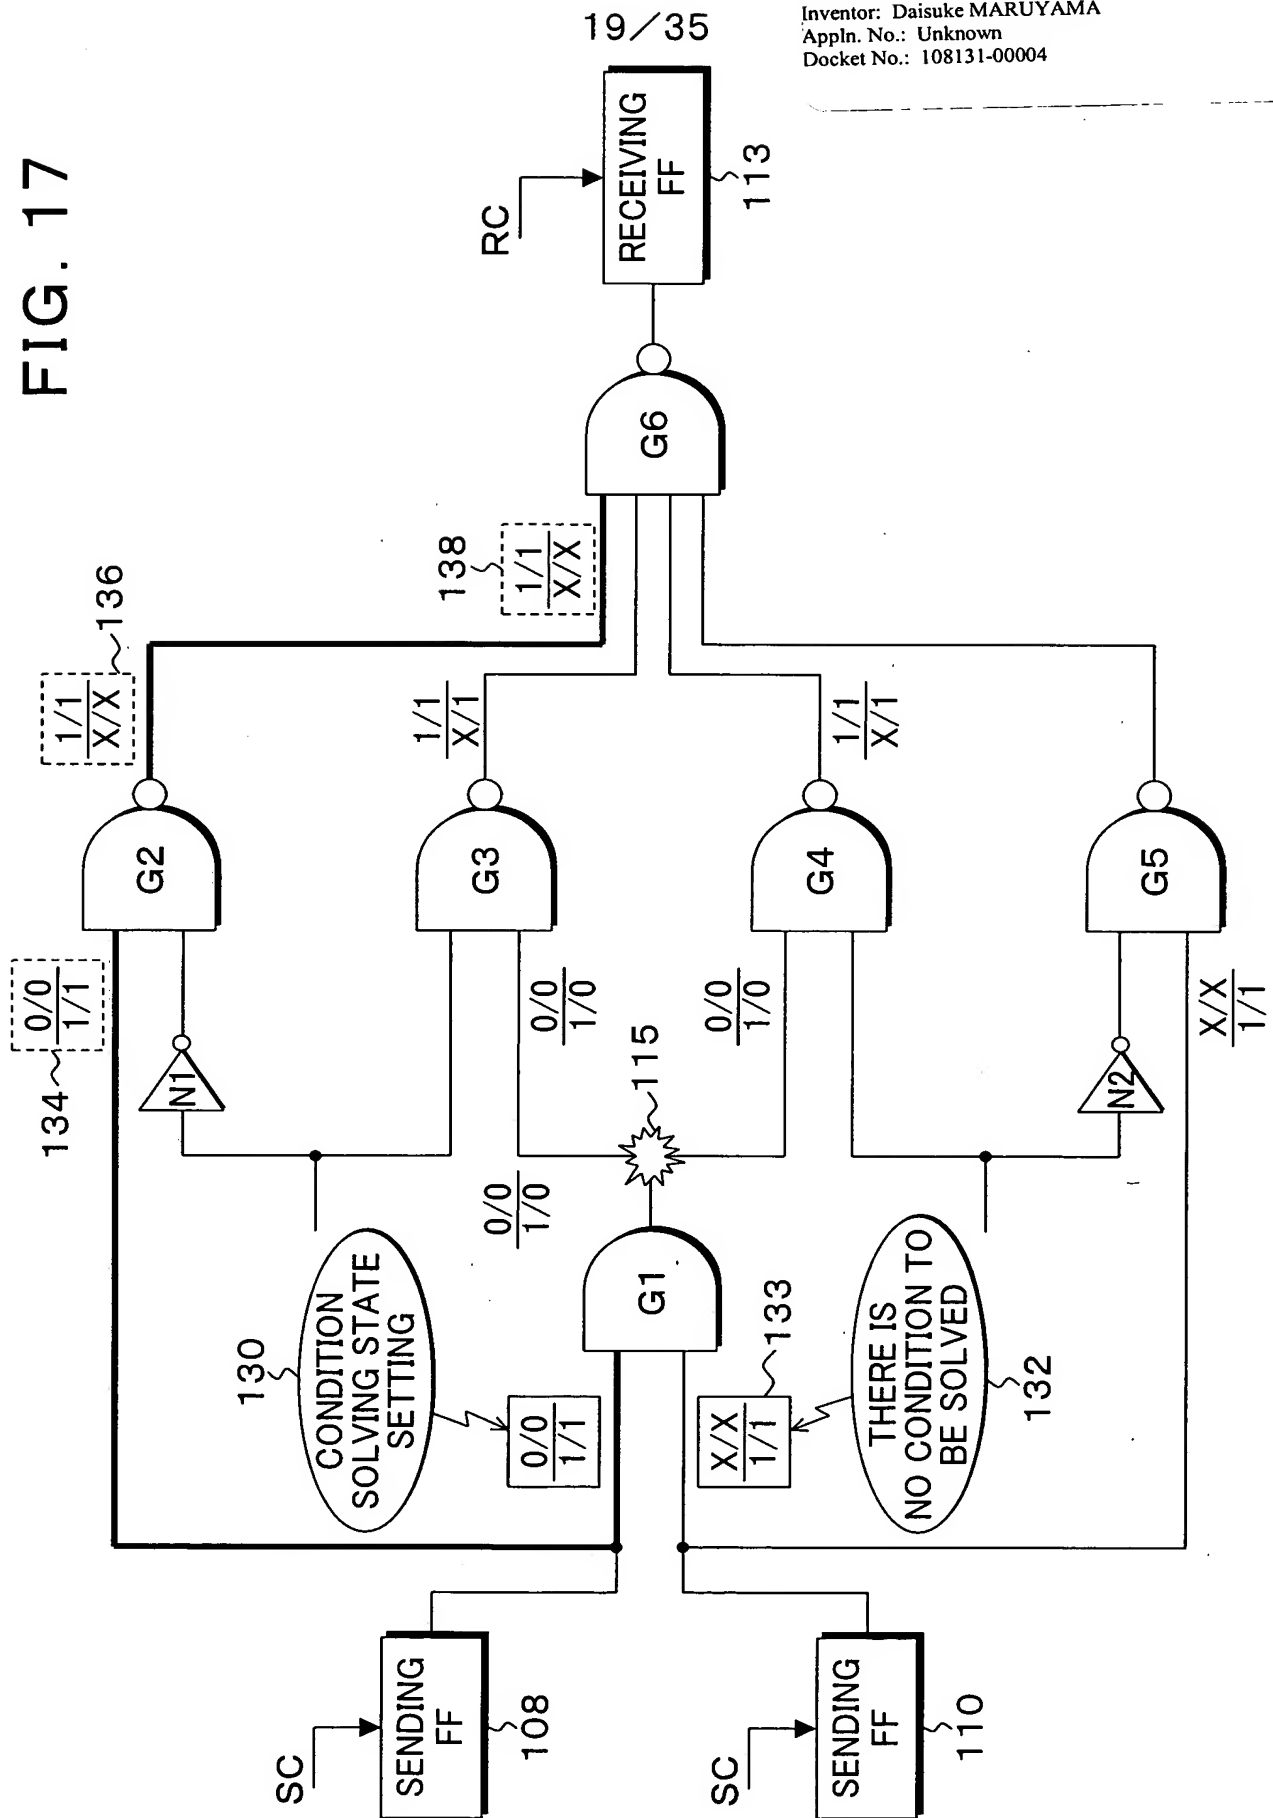 19/35
Inventor: Daisuke MARUYAMA
Appln. No.: Unknown
Docket No.: 108131-00004
FIG. 17
SC
SENDING
FF
108
SC
SENDING
FF
110
130
CONDITION
SOLVING STATE
SETTING
0/0
1/1
X/X
1/1
133
THERE IS
NO CONDITION TO
BE SOLVED
132
G1
0/0
1/0
115
134
0/0
1/1
N1
0/0
1/0
0/0
1/0
N2
X/X
1/1
G2
G3
G4
G5
1/1
X/X
136
1/1
X/1
1/1
X/1
138
1/1
X/X
G6
RC
RECEIVING
FF
113